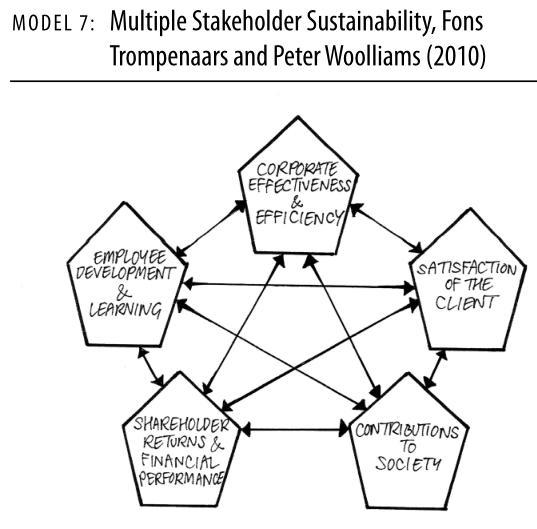 MODEL 7: Multiple Stakeholder Sustainability, Fons
Trompenaars and Peter Woolliams (2010)
CORPORATE
EFFECTIVENESS
&
EFFICIENCY
EMPLOYEE
DEVELOPMENT
&
LEARNING
SATISFACTION
OF THE
CLIENT
SHAREHOLDER
RETURNS &
FINANCIAL
PERFORMANCE
CONTRIBUTIONS
TO
SOCIETY